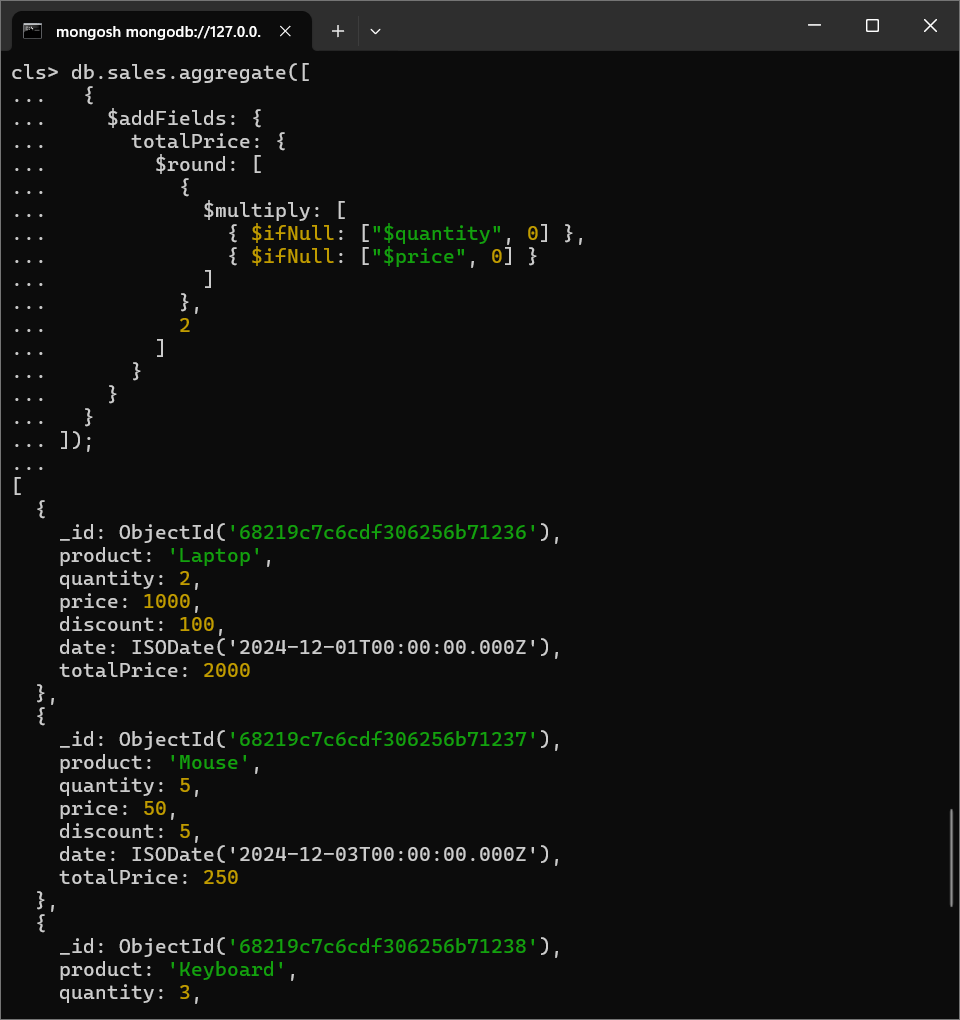 mongosh mongodb://127.0.0.
cls> db.sales.aggregate([
...   {
...     $addFields: {
...       totalPrice: {
...         $round: [
...           {
...             $multiply: [
...               { $ifNull: ["$quantity", 0] },
...               { $ifNull: ["$price", 0] }
...             ]
...           },
...           2
...         ]
...       }
...     }
...   }
... ]);
...
[
  {
    _id: ObjectId('68219c7c6cdf306256b71236'),
    product: 'Laptop',
    quantity: 2,
    price: 1000,
    discount: 100,
    date: ISODate('2024-12-01T00:00:00.000Z'),
    totalPrice: 2000
  },
  {
    _id: ObjectId('68219c7c6cdf306256b71237'),
    product: 'Mouse',
    quantity: 5,
    price: 50,
    discount: 5,
    date: ISODate('2024-12-03T00:00:00.000Z'),
    totalPrice: 250
  },
  {
    _id: ObjectId('68219c7c6cdf306256b71238'),
    product: 'Keyboard',
    quantity: 3,